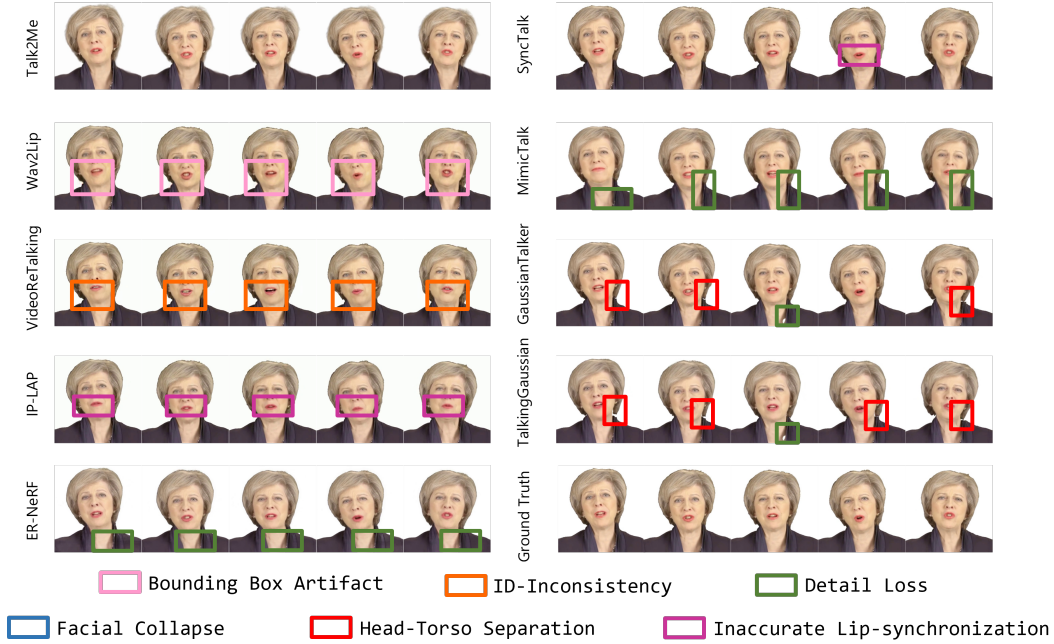 Talk2Me
SyncTalk
Wav2Lip
MimicTalk
VideoReTalking
GaussianTalker
IP-LAP
TalkingGaussian
ER-NeRF
Ground Truth
Bounding Box Artifact
ID-Inconsistency
Detail Loss
Facial Collapse
Head-Torso Separation
Inaccurate Lip-synchronization